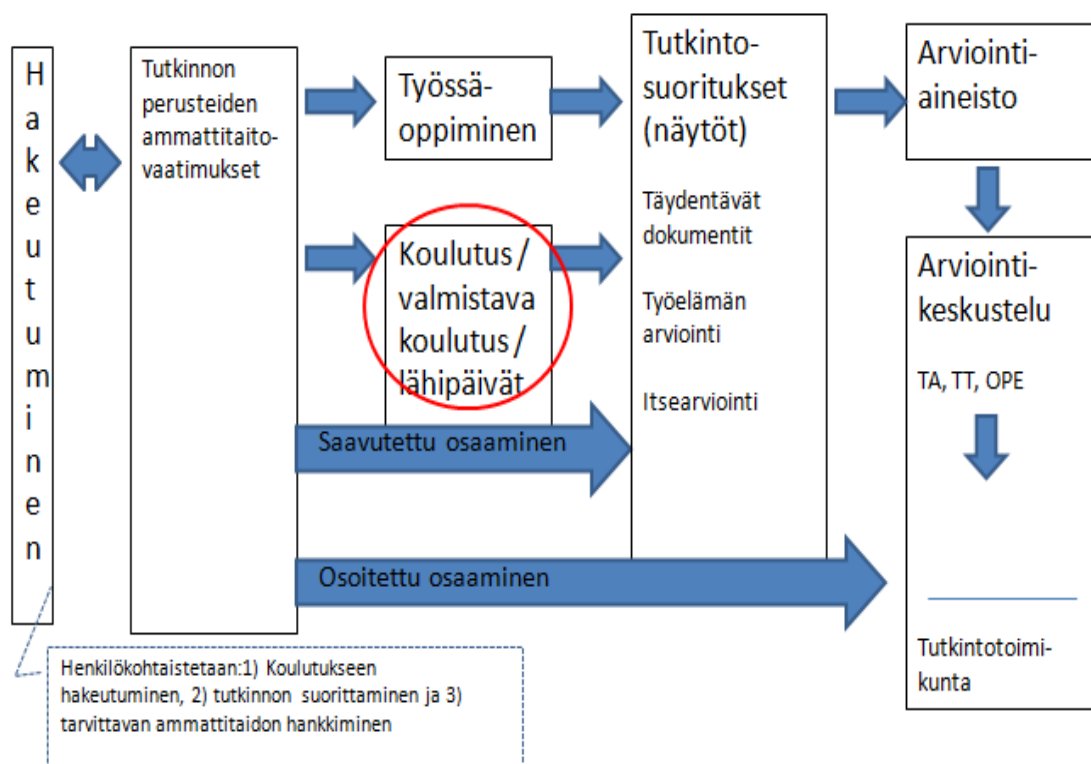 Hakeutuminen
Tutkinnon
perusteiden
ammattitaito-
vaatimukset
Työssä-
oppiminen
Koulutus /
valmistava
koulutus /
lähipäivät
Saavutettu osaaminen
Osoitettu osaaminen
Tutkinto-
suoritukset
(näytöt)
Täydentävät
dokumentit
Työelämän
arviointi
Itsearviointi
Arviointi-
aineisto
Arviointi-
keskustelu
TA, TT, OPE
Tutkintotoimi-
kunta
Henkilökohtaistetaan:1) Koulutukseen
hakeutuminen, 2) tutkinnon suorittaminen ja 3)
tarvittavan ammattitaidon hankkiminen